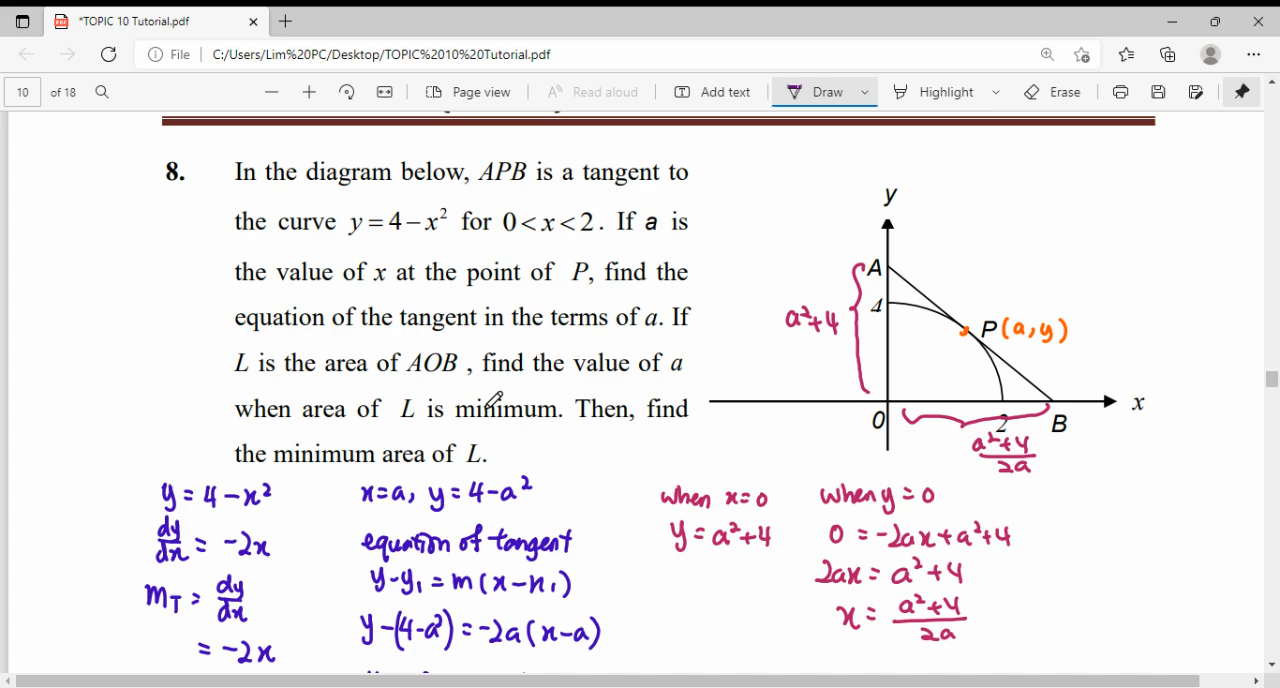 *TOPIC 10 Tutorial.pdf
File C:/Users/Lim%20PC/Desktop/TOPIC%2010%20Tutorial.pdf
10 of 18 Page view Read aloud Add text Draw Highlight Erase
8. In the diagram below, APB is a tangent to
the curve y = 4 − x² for 0 < x < 2. If a is
the value of x at the point of P, find the
equation of the tangent in the terms of a. If
L is the area of AOB, find the value of a
when area of L is minimum. Then, find
the minimum area of L.
y
A
4
a²+4
P(a, y)
x
0
2
B
a²+4
2a
y = 4 − x²
dy/dx = −2x
m_T = dy/dx
= −2x
x=a, y = 4−a²
equation of tangent
y−y₁ = m(x−x₁)
y−(4−a²) = −2a(x−a)
when x=0
y = a²+4
when y = 0
0 = −2ax+a²+4
2ax = a²+4
x = a²+4/2a